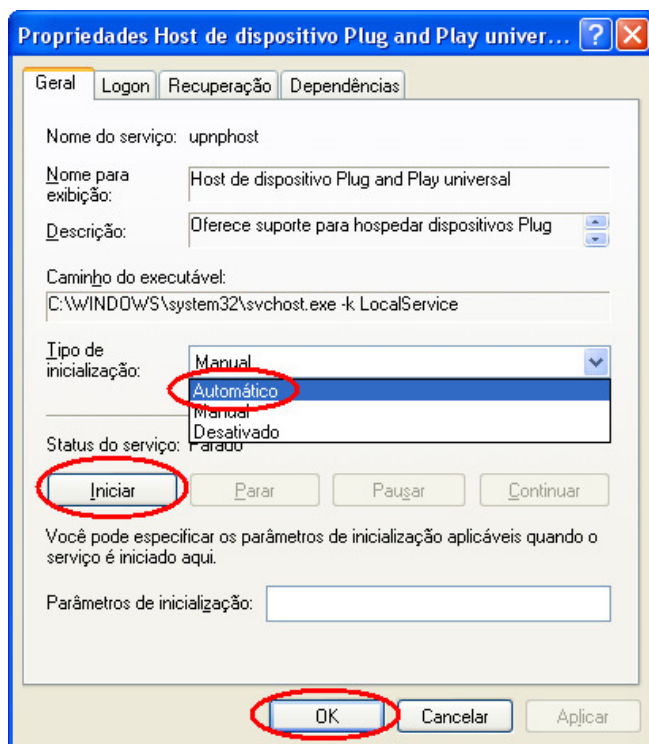 Propriedades Host de dispositivo Plug and Play univer...
Geral Logon Recuperação Dependências
Nome do serviço: upnphost
Nome para exibição: Host de dispositivo Plug and Play universal
Descrição: Oferece suporte para hospedar dispositivos Plug
Caminho do executável:
C:\WINDOWS\system32\svchost.exe -k LocalService
Tipo de inicialização: Manual
Automático
Manual
Desativado
Status do serviço: Parado
Iniciar Parar Pausar Continuar
Você pode especificar os parâmetros de inicialização aplicáveis quando o
serviço é iniciado aqui.
Parâmetros de inicialização:
OK Cancelar Aplicar